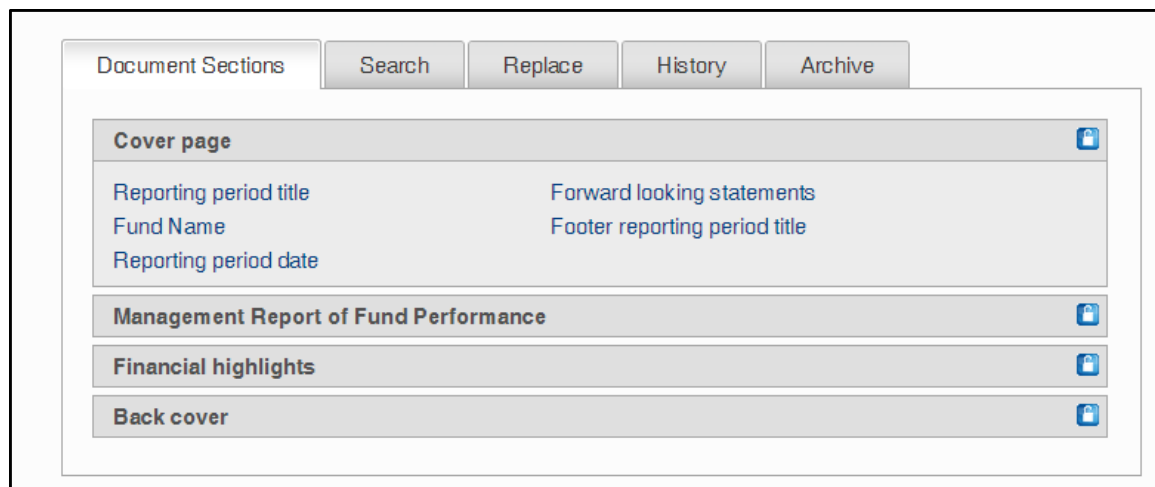 Document Sections Search Replace History Archive
Cover page
Reporting period title Forward looking statements
Fund Name Footer reporting period title
Reporting period date
Management Report of Fund Performance
Financial highlights
Back cover